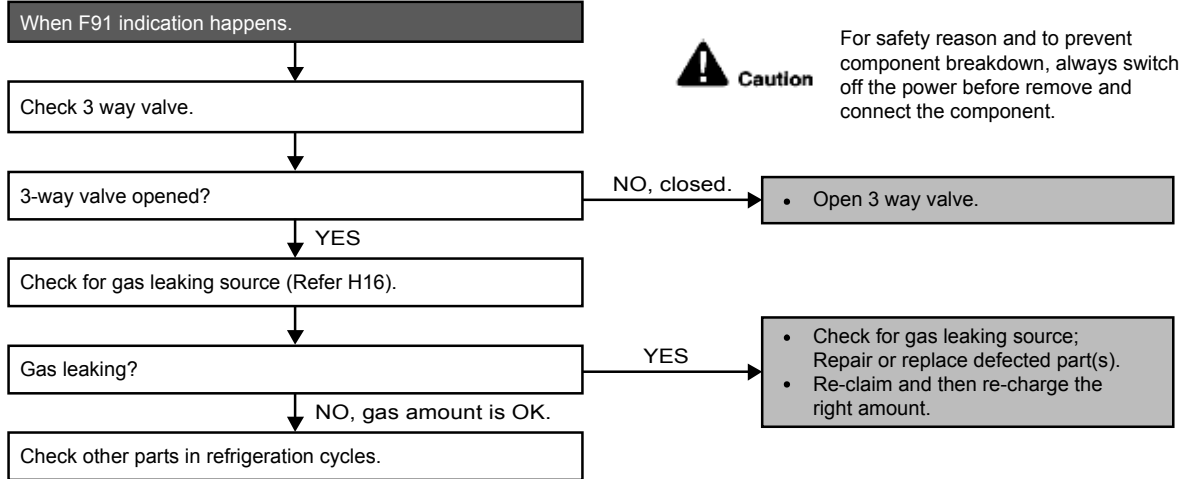 When F91 indication happens.
Caution
For safety reason and to prevent
component breakdown, always switch
off the power before remove and
connect the component.
Check 3 way valve.
3-way valve opened?
NO, closed.
• Open 3 way valve.
YES
Check for gas leaking source (Refer H16).
Gas leaking?
YES
• Check for gas leaking source;
Repair or replace defected part(s).
• Re-claim and then re-charge the
right amount.
NO, gas amount is OK.
Check other parts in refrigeration cycles.